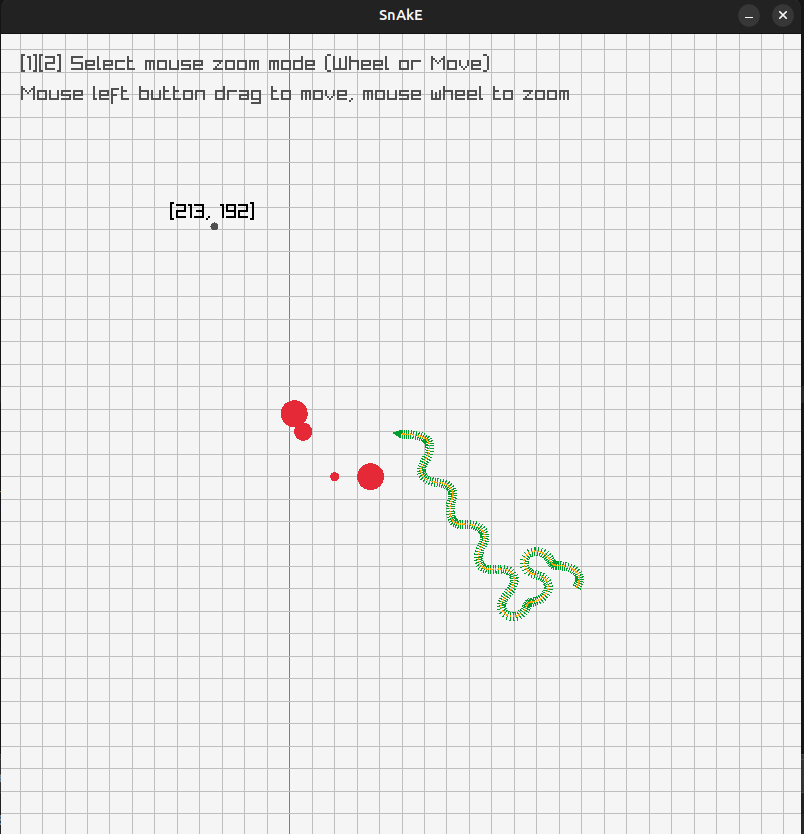 SnAkE
[1][2] Select mouse zoom mode (Wheel or Move)
Mouse left button drag to move, mouse wheel to zoom
[213, 192]